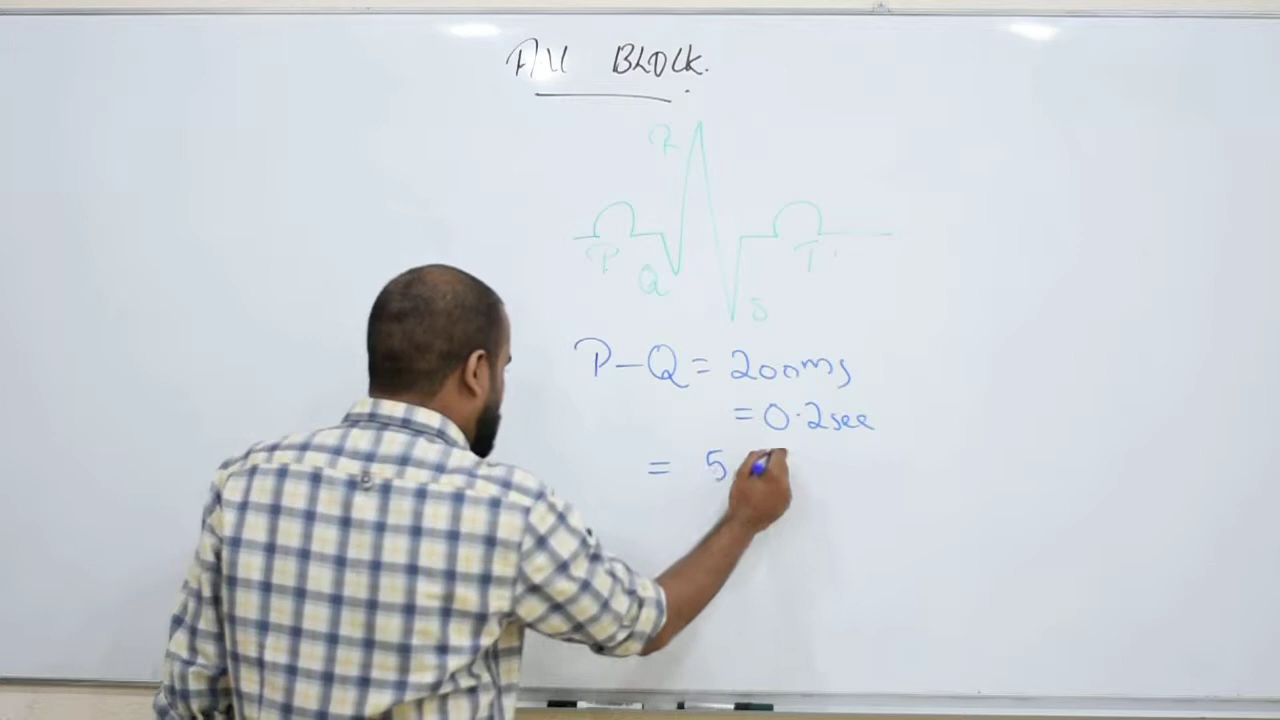 A/V BLOCK.
R
P
Q
T
S
P-Q = 200ms
= 0.2sec
= 5